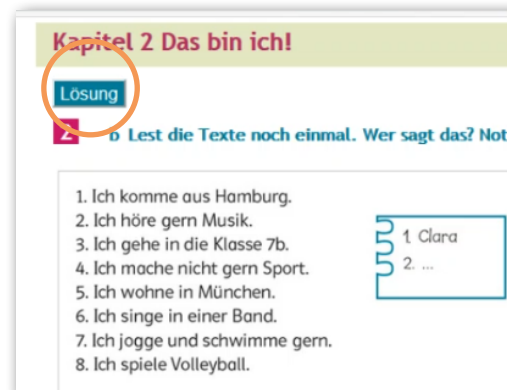 Kapitel 2 Das bin ich!
Lösung
2 b Lest die Texte noch einmal. Wer sagt das? Not
1. Ich komme aus Hamburg.
2. Ich höre gern Musik.
3. Ich gehe in die Klasse 7b.
4. Ich mache nicht gern Sport.
5. Ich wohne in München.
6. Ich singe in einer Band.
7. Ich jogge und schwimme gern.
8. Ich spiele Volleyball.
1. Clara
2. ...